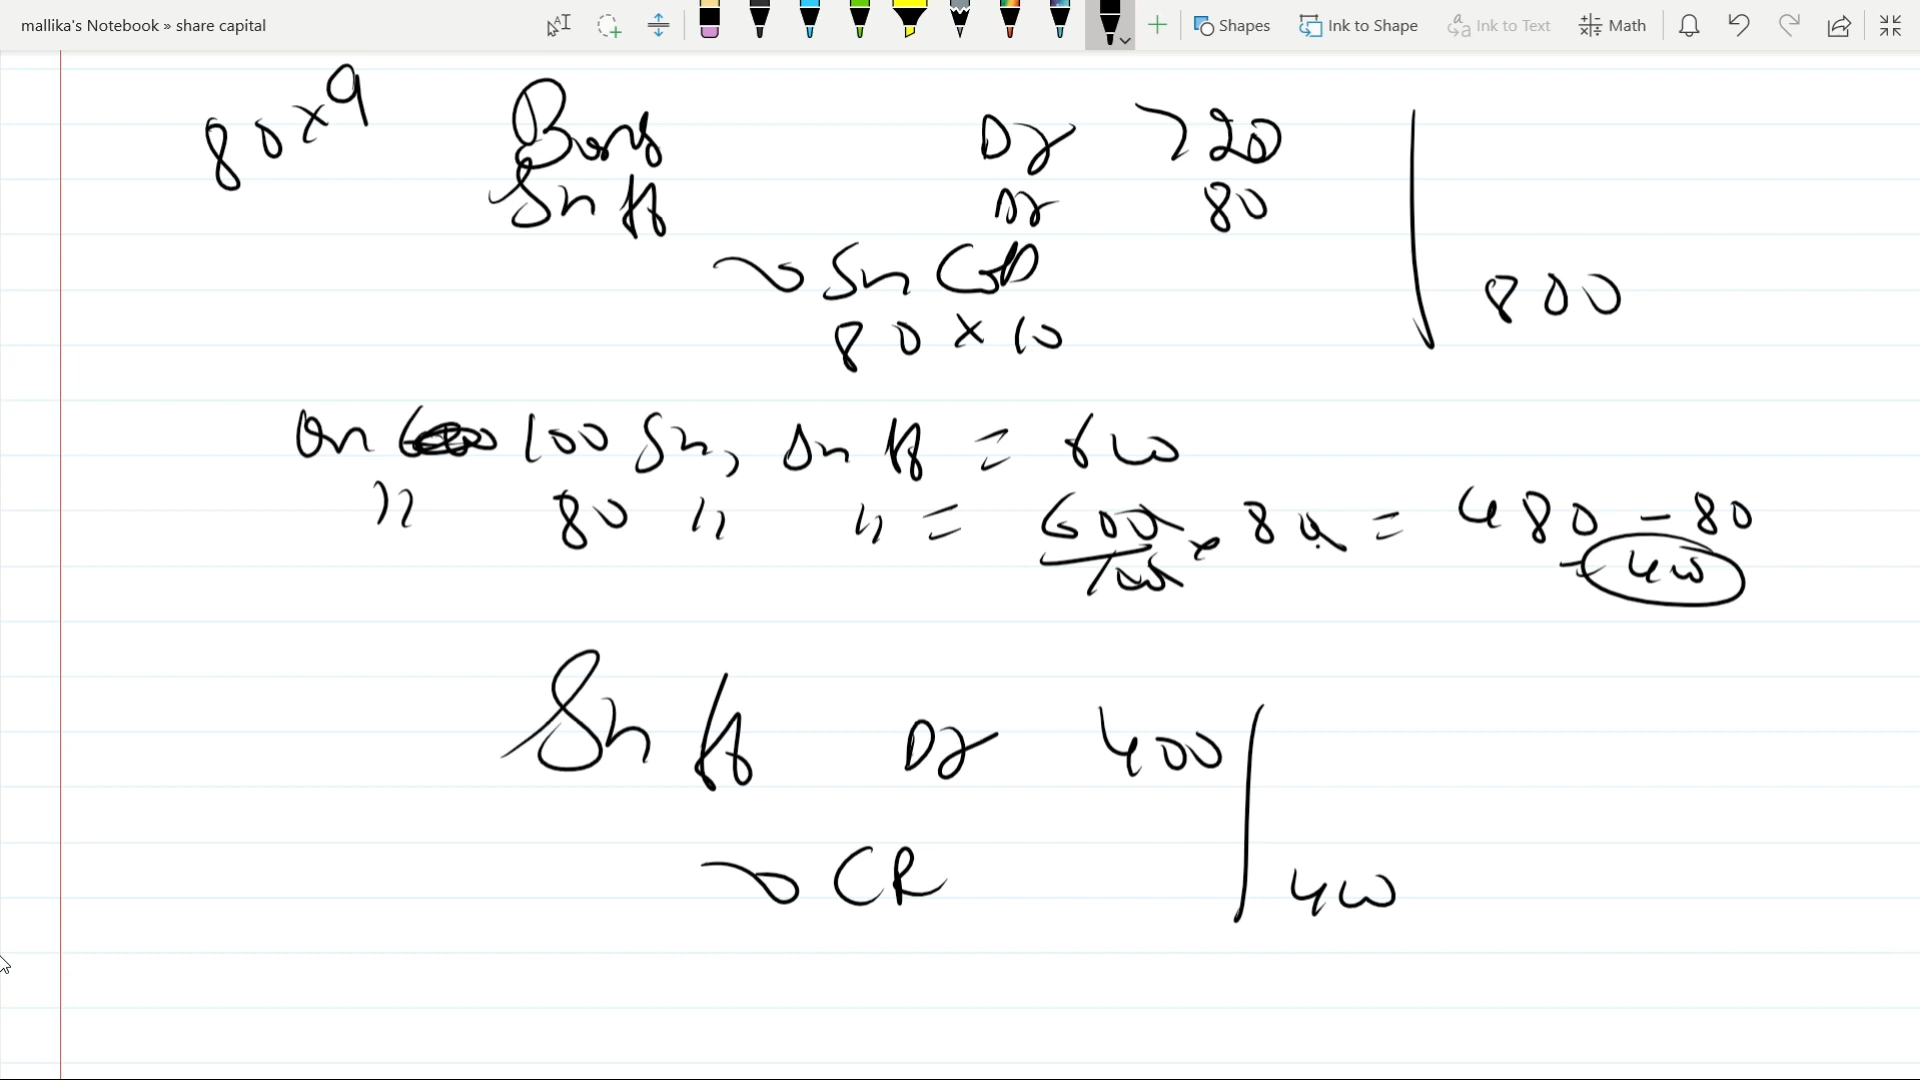 mallika's Notebook » share capital
Shapes Ink to Shape Ink to Text Math
80 x 9 Bank Dr 720
Sh ff Dr 80
Sh Cap
80 x 10 800
On 100 Sh, Sh ff = 600
" 80 " " = 600/100 x 80 = 480 - 80
400
Sh ff Dr 400
CR 400